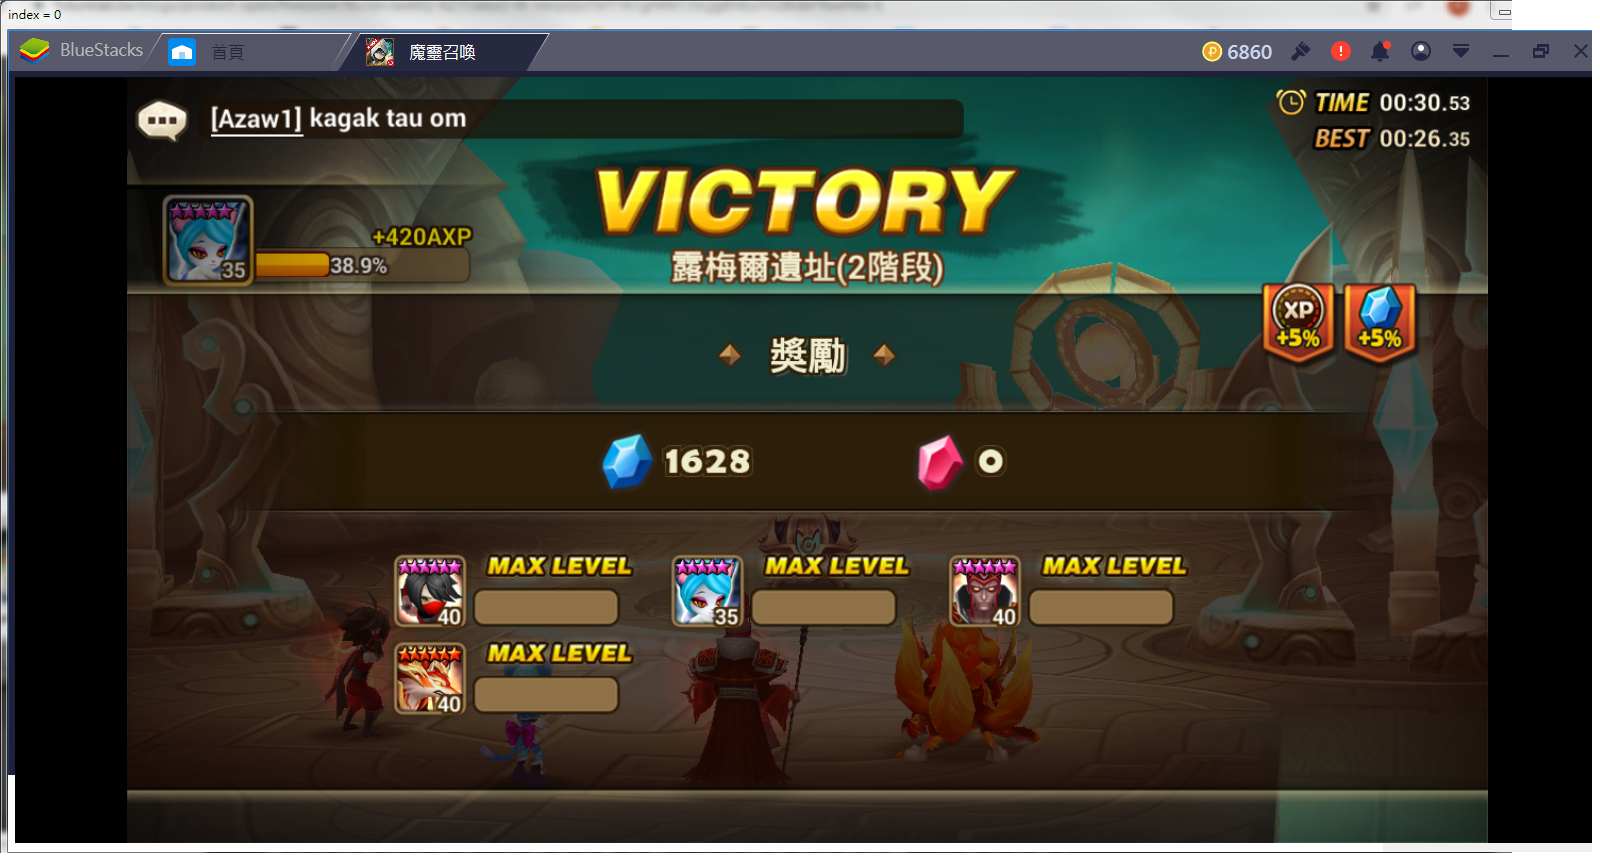 index = 0
BlueStacks
首頁
魔靈召喚
6860
[Azaw1] kagak tau om
TIME 00:30.53
BEST 00:26.35
VICTORY
露梅爾遺址(2階段)
35
+420AXP
38.9%
XP
+5%
+5%
獎勵
1628
0
40
MAX LEVEL
35
MAX LEVEL
40
MAX LEVEL
40
MAX LEVEL